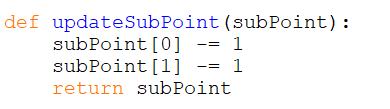 def updateSubPoint(subPoint):
    subPoint[0] -= 1
    subPoint[1] -= 1
    return subPoint